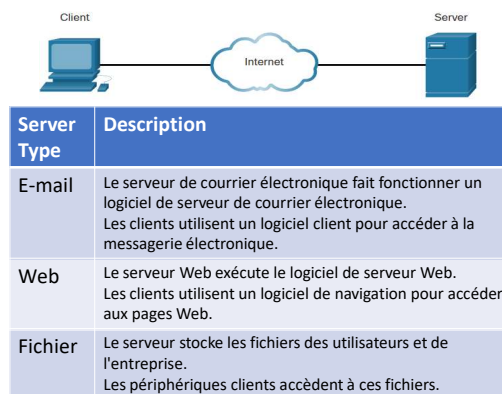 Client
Server
Internet
Server Type
Description
E-mail
Le serveur de courrier électronique fait fonctionner un
logiciel de serveur de courrier électronique.
Les clients utilisent un logiciel client pour accéder à la
messagerie électronique.
Web
Le serveur Web exécute le logiciel de serveur Web.
Les clients utilisent un logiciel de navigation pour accéder
aux pages Web.
Fichier
Le serveur stocke les fichiers des utilisateurs et de
l'entreprise.
Les périphériques clients accèdent à ces fichiers.